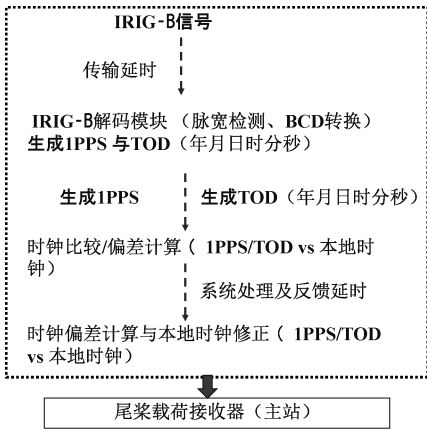 IRIG-B信号
传输延时
IRIG-B解码模块 （脉宽检测、BCD转换）
生成1PPS 与TOD（年月日时分秒）
生成1PPS
生成TOD（年月日时分秒）
时钟比较/偏差计算（ 1PPS/TOD vs 本地时
钟）
系统处理及反馈延时
时钟偏差计算与本地时钟修正（ 1PPS/TOD
vs 本地时钟）
尾桨载荷接收器（主站）